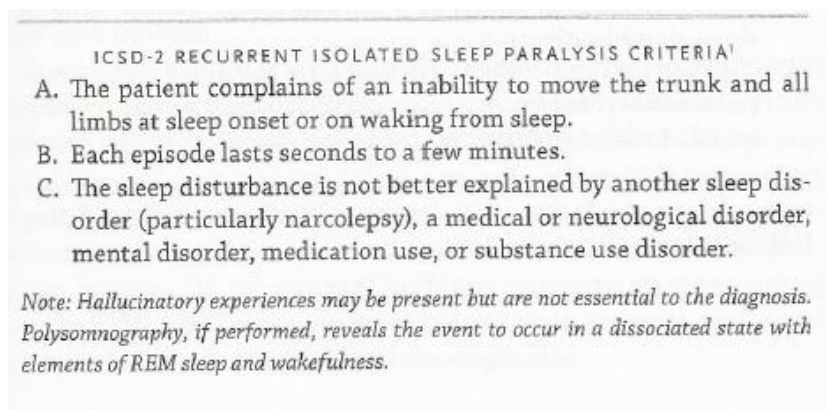 ICSD-2 RECURRENT ISOLATED SLEEP PARALYSIS CRITERIA¹
A. The patient complains of an inability to move the trunk and all
limbs at sleep onset or on waking from sleep.
B. Each episode lasts seconds to a few minutes.
C. The sleep disturbance is not better explained by another sleep dis-
order (particularly narcolepsy), a medical or neurological disorder,
mental disorder, medication use, or substance use disorder.
Note: Hallucinatory experiences may be present but are not essential to the diagnosis.
Polysomnography, if performed, reveals the event to occur in a dissociated state with
elements of REM sleep and wakefulness.